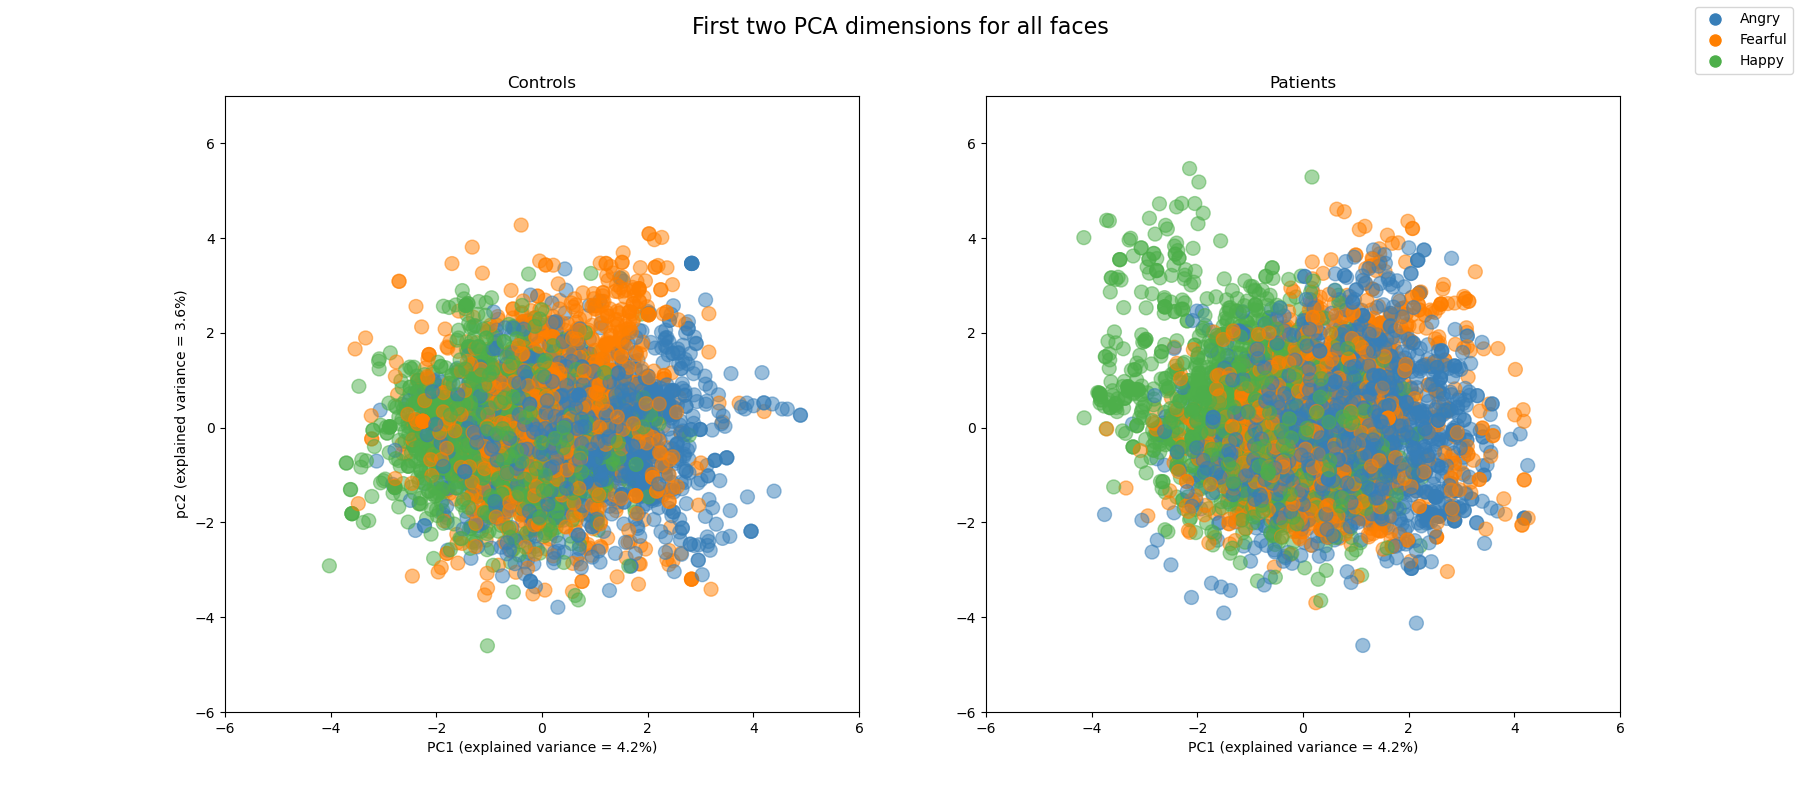 First two PCA dimensions for all faces
Angry
Fearful
Happy
Controls
6
4
2
0
−2
−4
−6
pc2 (explained variance = 3.6%)
−6 −4 −2 0 2 4 6
PC1 (explained variance = 4.2%)
Patients
6
4
2
0
−2
−4
−6
−6 −4 −2 0 2 4 6
PC1 (explained variance = 4.2%)